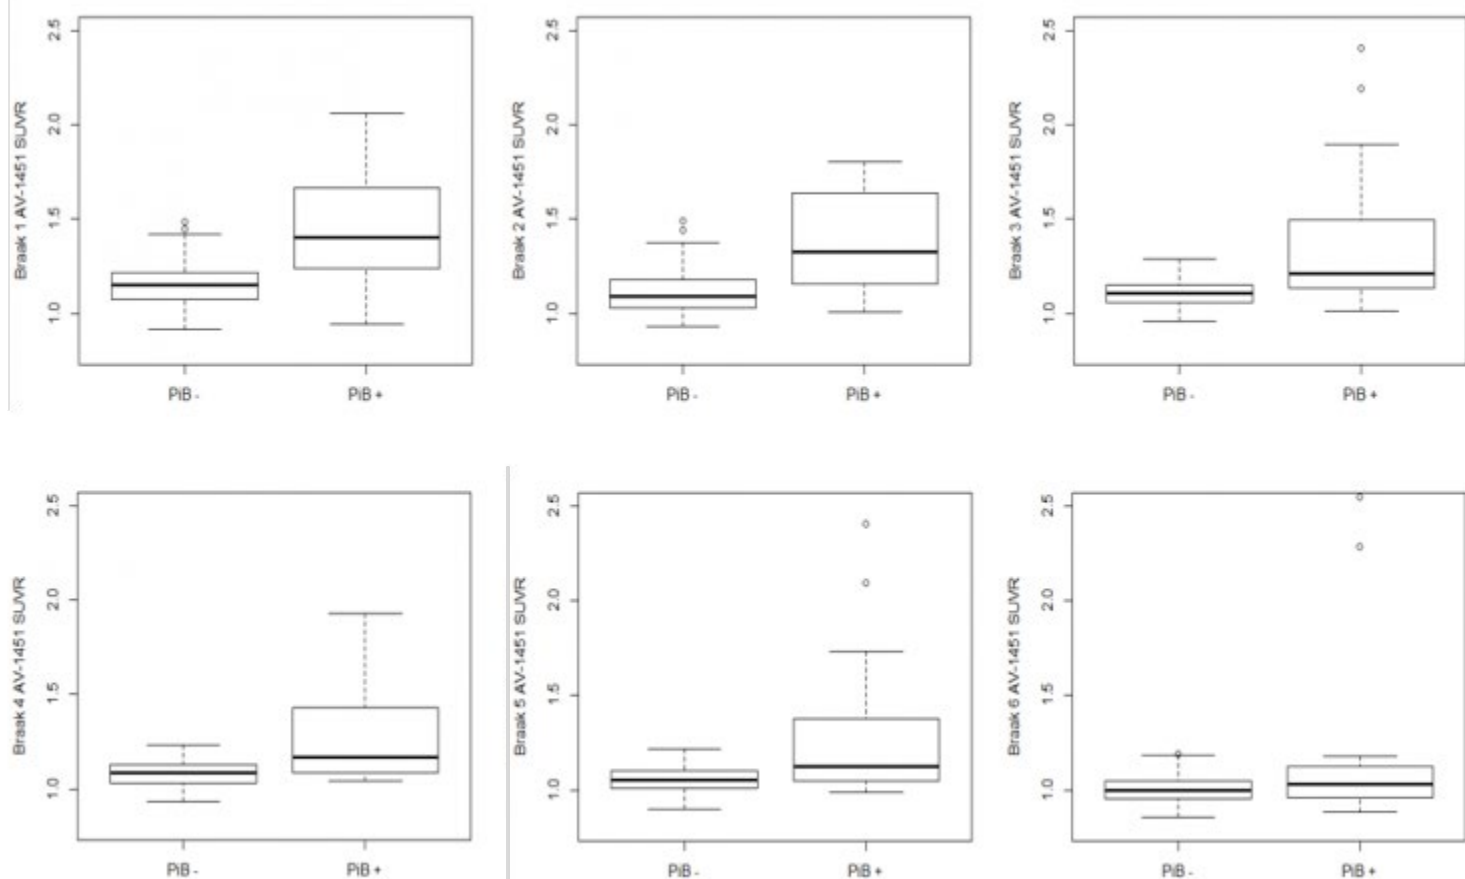 Braak 1 AV-1451 SUVR
2.5
2.0
1.5
1.0
PiB -
PiB +
Braak 2 AV-1451 SUVR
2.5
2.0
1.5
1.0
PiB -
PiB +
Braak 3 AV-1451 SUVR
2.5
2.0
1.5
1.0
PiB -
PiB +
Braak 4 AV-1451 SUVR
2.5
2.0
1.5
1.0
PiB -
PiB +
Braak 5 AV-1451 SUVR
2.5
2.0
1.5
1.0
PiB -
PiB +
Braak 6 AV-1451 SUVR
2.5
2.0
1.5
1.0
PiB -
PiB +